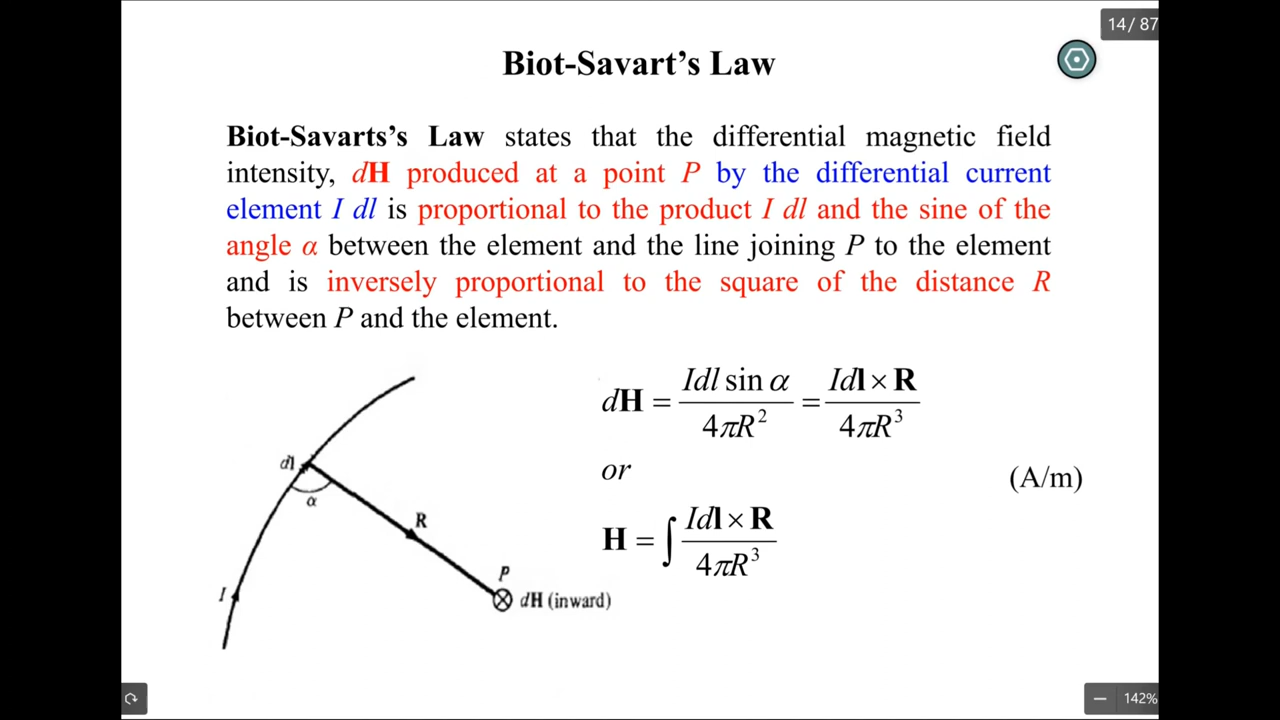 14 / 87
Biot-Savart’s Law
Biot-Savarts’s Law states that the differential magnetic field
intensity, dH produced at a point P by the differential current
element I dl is proportional to the product I dl and the sine of the
angle α between the element and the line joining P to the element
and is inversely proportional to the square of the distance R
between P and the element.
dH = Idl sin α / 4πR² = Idl × R / 4πR³
or
(A/m)
H = ∫ Idl × R / 4πR³
dl
α
R
P
I
dH (inward)
142%